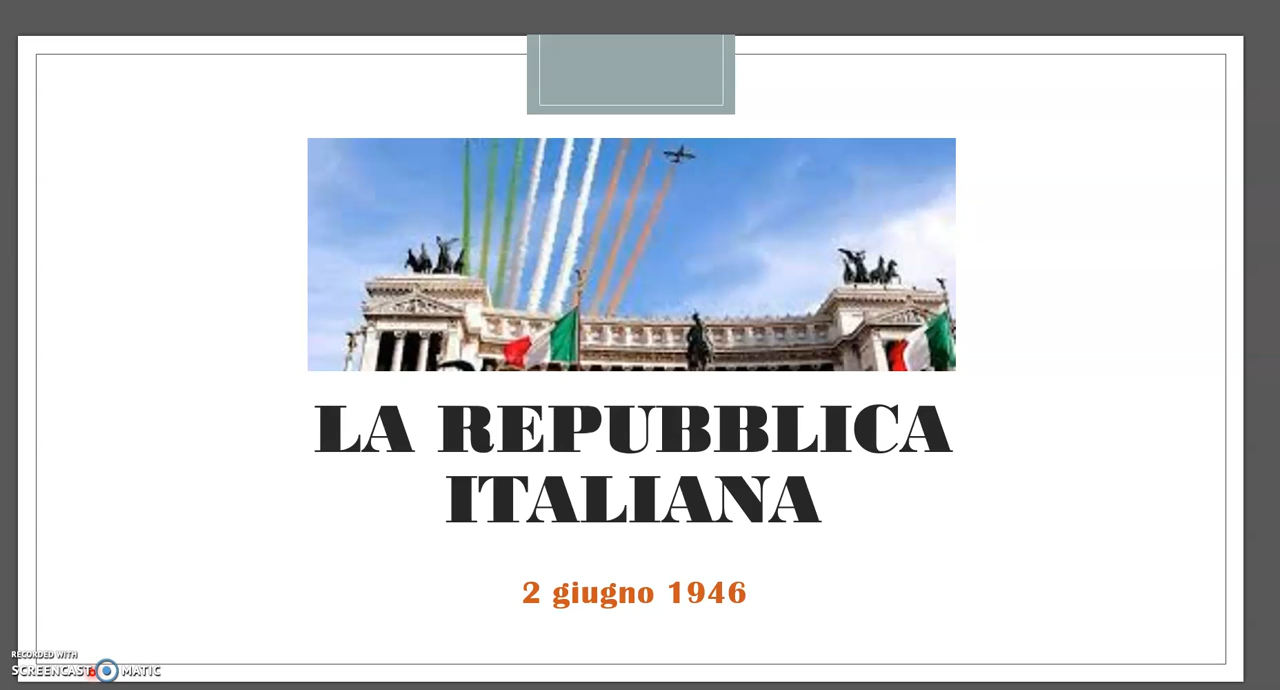 LA REPUBBLICA
ITALIANA
2 giugno 1946
RECORDED WITH
SCREENCAST MATIC